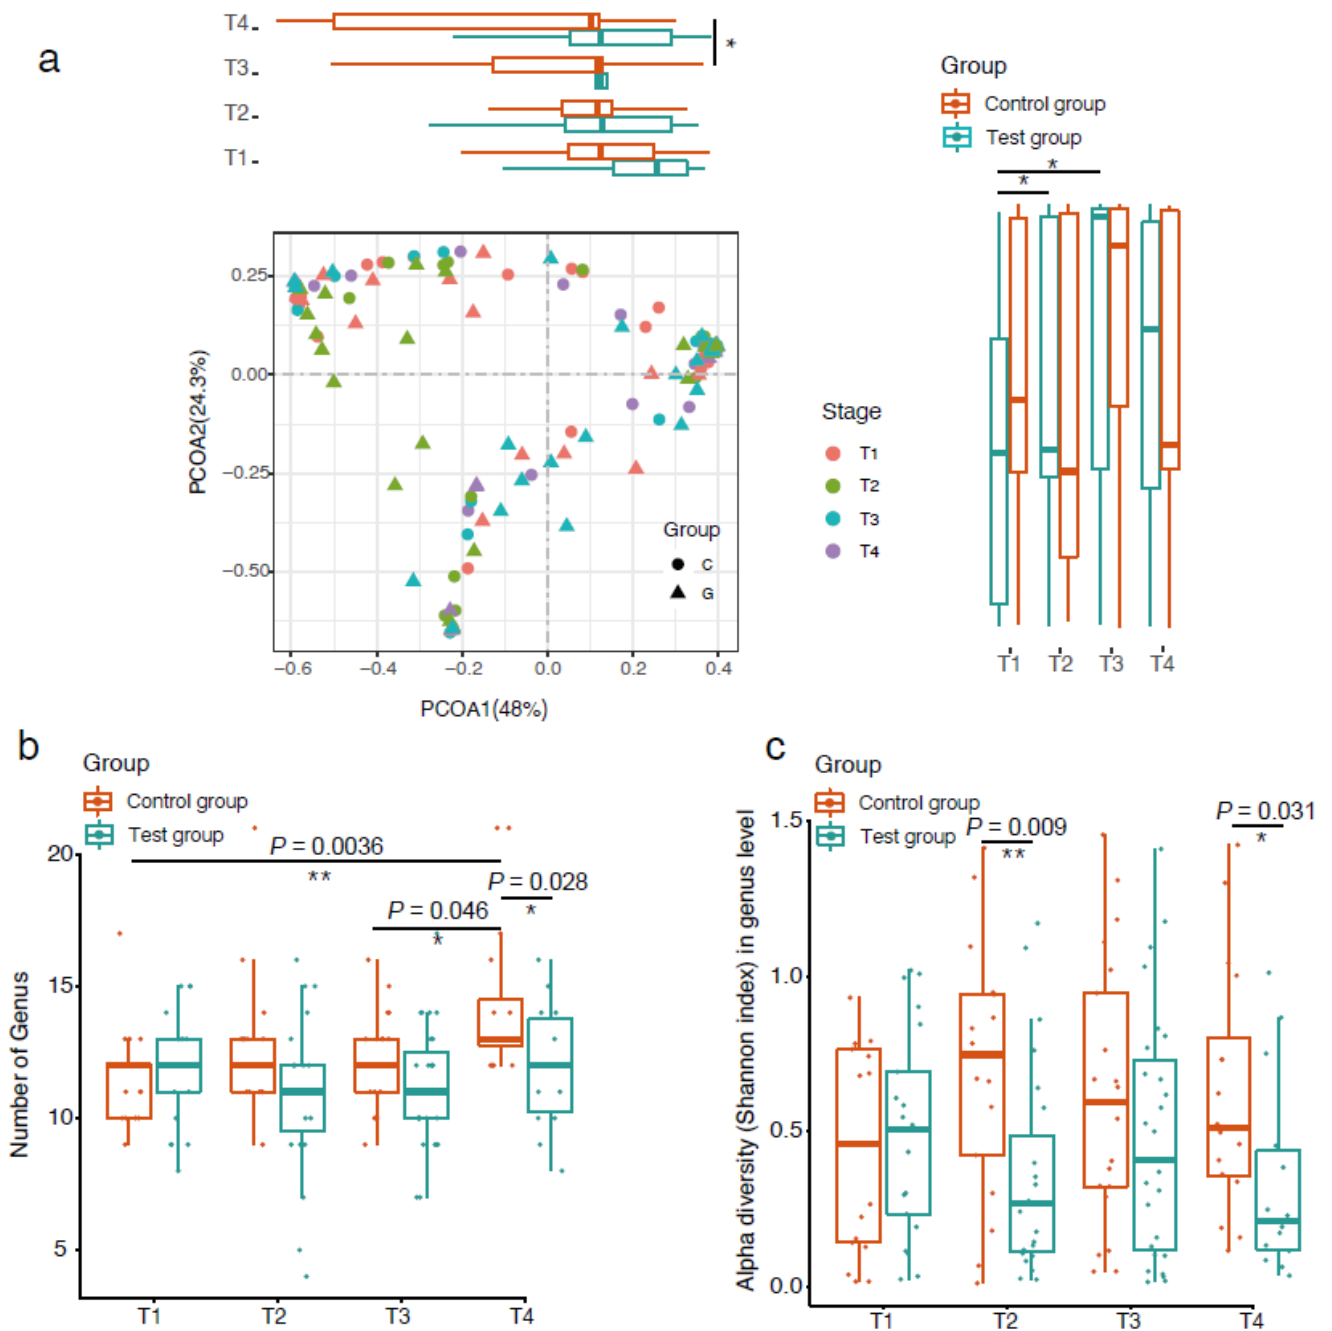 a
T4
T3
T2
T1
*
Group
Control group
Test group
*
*
0.25
0.00
−0.25
−0.50
PCOA2(24.3%)
−0.6
−0.4
−0.2
0.0
0.2
0.4
PCOA1(48%)
Group
C
G
Stage
T1
T2
T3
T4
T1
T2
T3
T4
b
Group
Control group
Test group
P = 0.0036
**
P = 0.028
*
P = 0.046
*
20
15
10
5
Number of Genus
T1
T2
T3
T4
c
Group
Control group
Test group
P = 0.009
**
P = 0.031
*
1.5
1.0
0.5
0.0
Alpha diversity (Shannon index) in genus level
T1
T2
T3
T4